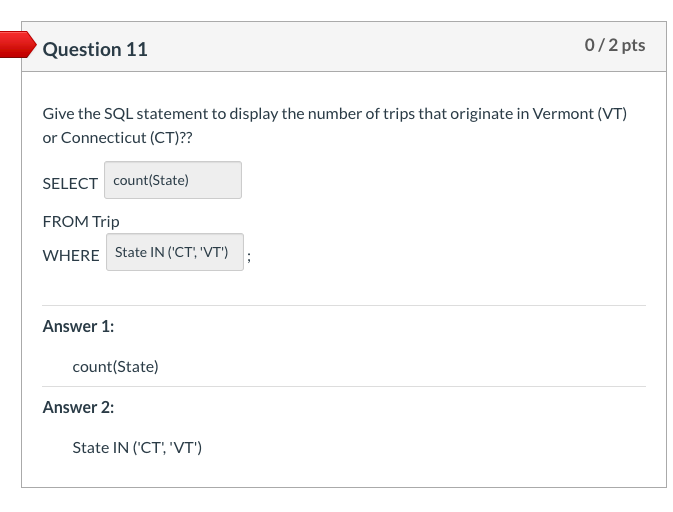 Question 11
0 / 2 pts
Give the SQL statement to display the number of trips that originate in Vermont (VT)
or Connecticut (CT)??
SELECT count(State)
FROM Trip
WHERE State IN ('CT', 'VT') ;
Answer 1:
count(State)
Answer 2:
State IN ('CT', 'VT')